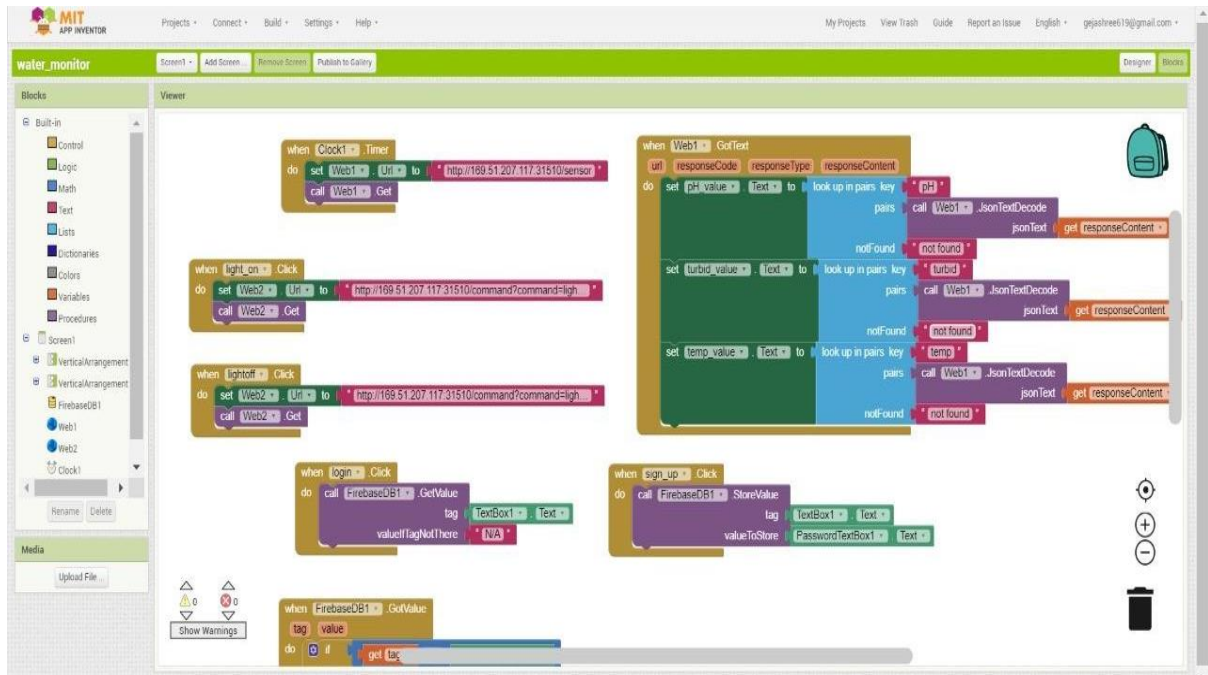 MIT
APP INVENTOR
Projects Connect Build Settings Help
My Projects View Trash Guide Report an Issue English gejashree619@gmail.com
water_monitor
Screen1 Add Screen ... Remove Screen Publish to Gallery
Designer Blocks
Blocks
Built-in
Control
Logic
Math
Text
Lists
Dictionaries
Colors
Variables
Procedures
Screen1
VerticalArrangement
VerticalArrangement
FirebaseDB1
Web1
Web2
Clock1
Rename Delete
Media
Upload File ...
Viewer
when Clock1 .Timer
do set Web1 . Url to " http://169.51.207.117:31510/sensor "
call Web1 .Get
when light_on .Click
do set Web2 . Url to " http://169.51.207.117:31510/command?command=ligh... "
call Web2 .Get
when lightoff .Click
do set Web2 . Url to " http://169.51.207.117:31510/command?command=ligh... "
call Web2 .Get
when login .Click
do call FirebaseDB1 .GetValue
tag TextBox1 . Text
valueIfTagNotThere " N/A "
when FirebaseDB1 .GotValue
tag value
do if
get
when Web1 .GotText
url responseCode responseType responseContent
do set pH_value . Text to look up in pairs key " pH "
pairs call Web1 .JsonTextDecode
jsonText get responseContent
notFound " not found "
set turbid_value . Text to look up in pairs key " turbid "
pairs call Web1 .JsonTextDecode
jsonText get responseContent
notFound " not found "
set temp_value . Text to look up in pairs key " temp "
pairs call Web1 .JsonTextDecode
jsonText get responseContent
notFound " not found "
when sign_up .Click
do call FirebaseDB1 .StoreValue
tag TextBox1 . Text
valueToStore PasswordTextBox1 . Text
0 0
Show Warnings